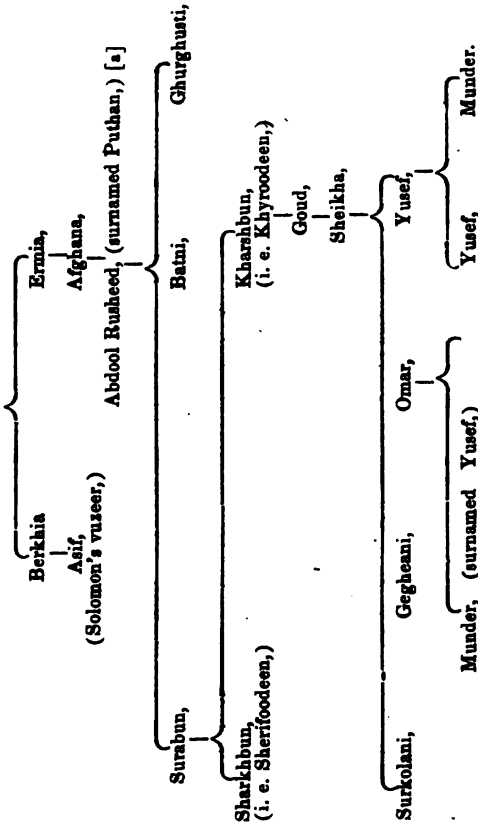 Berkhia
Ermia,
Asif,
Afghana,
(Solomon's vuzeer,)
Abdool Rusheed, (surnamed Puthan,) [a]
Surabun,
Batni,
Ghurghusti,
Sharkhbun,
(i. e. Sherifoodeen,)
Kharshbun,
(i. e. Khyroodeen,)
Goud,
Sheikha,
Surkolani,
Gegheani,
Omar,
Yusef,
Munder, (surnamed Yusef,)
Yusef,
Munder.